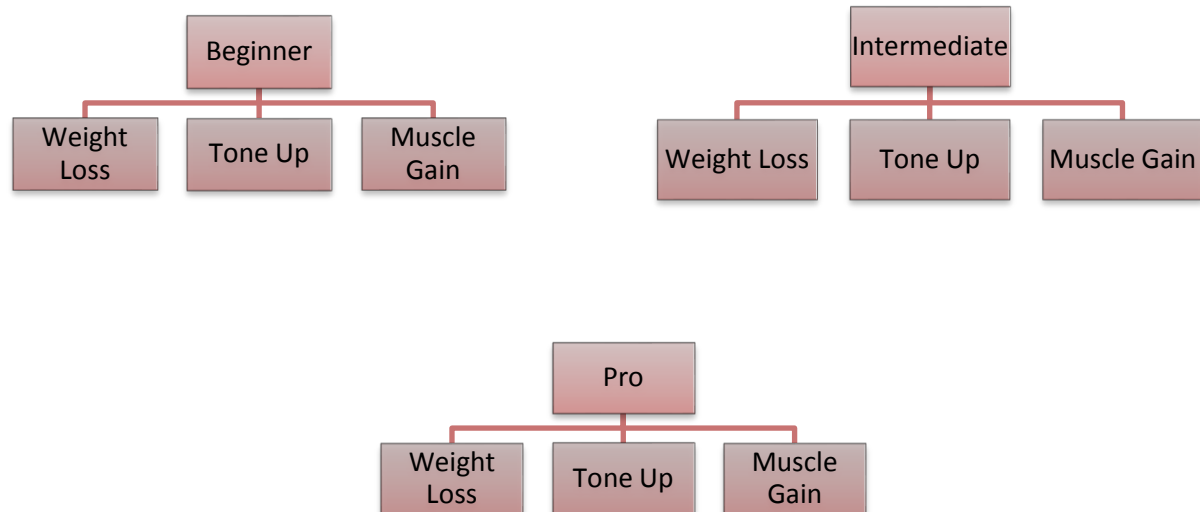 Beginner
Weight
Loss
Tone Up
Muscle
Gain
Intermediate
Weight Loss
Tone Up
Muscle Gain
Pro
Weight
Loss
Tone Up
Muscle
Gain